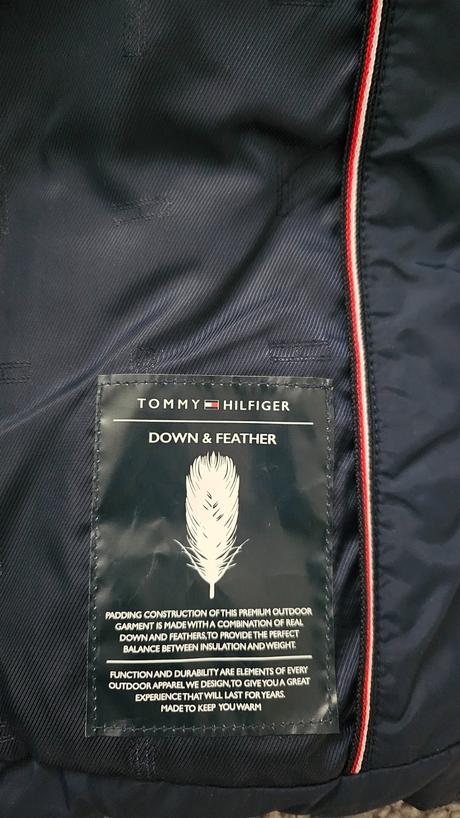 TOMMY HILFIGER
DOWN & FEATHER
PADDING CONSTRUCTION OF THIS PREMIUM OUTDOOR
GARMENT IS MADE WITH A COMBINATION OF REAL
DOWN AND FEATHERS, TO PROVIDE THE PERFECT
BALANCE BETWEEN INSULATION AND WEIGHT.
FUNCTION AND DURABILITY ARE ELEMENTS OF EVERY
OUTDOOR APPAREL WE DESIGN, TO GIVE YOU A GREAT
EXPERIENCE THAT WILL LAST FOR YEARS.
MADE TO KEEP YOU WARM